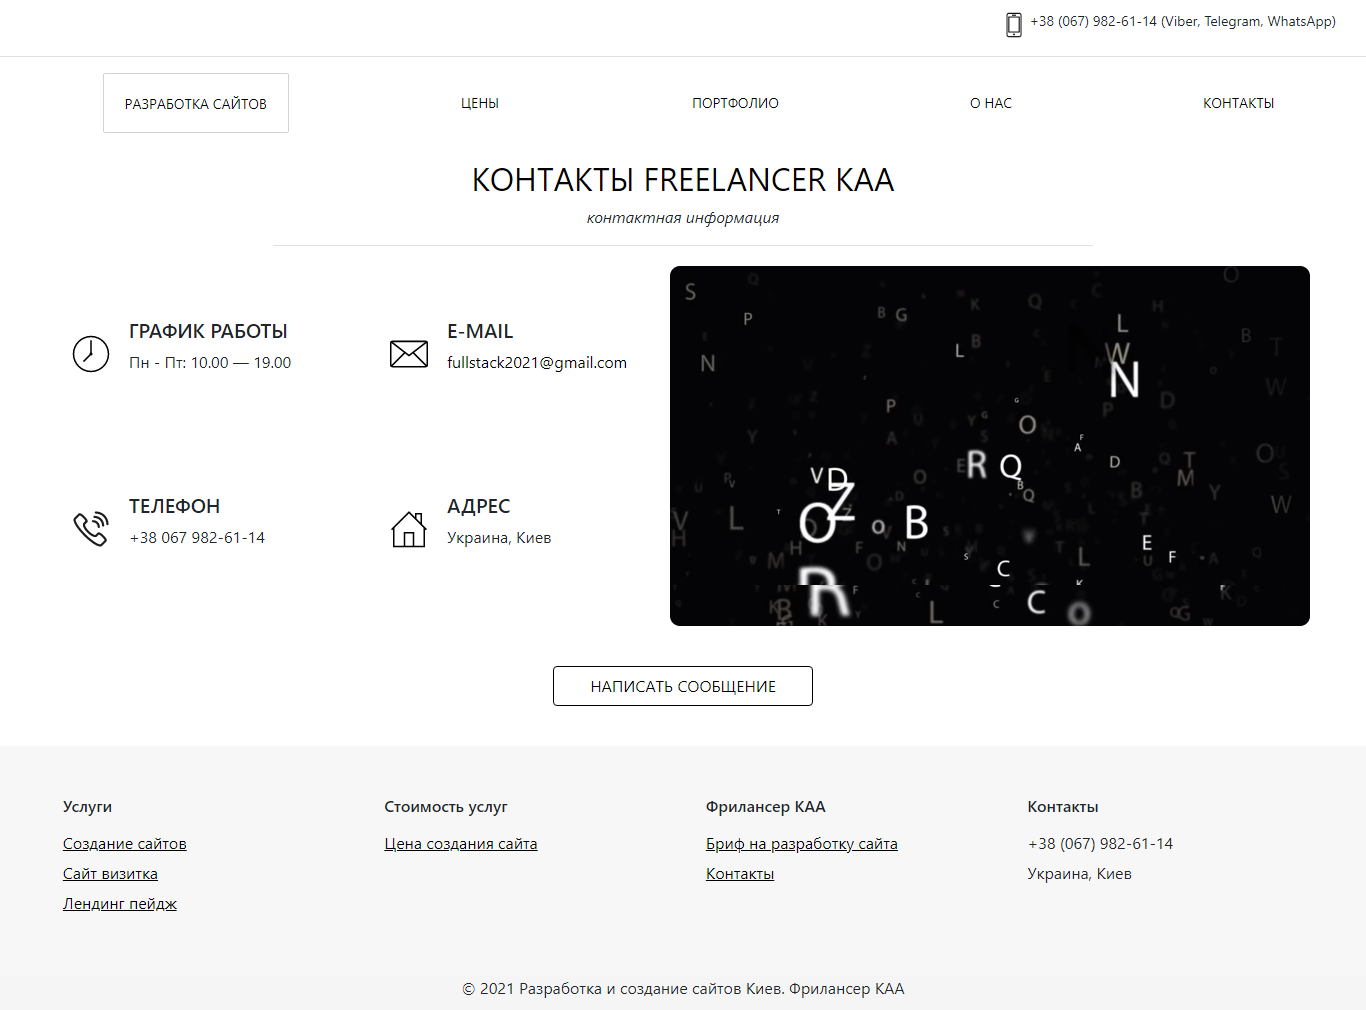 +38 (067) 982-61-14 (Viber, Telegram, WhatsApp)
РАЗРАБОТКА САЙТОВ
ЦЕНЫ
ПОРТФОЛИО
О НАС
КОНТАКТЫ
КОНТАКТЫ FREELANCER КАА
контактная информация
ГРАФИК РАБОТЫ
Пн - Пт: 10.00 — 19.00
E-MAIL
fullstack2021@gmail.com
ТЕЛЕФОН
+38 067 982-61-14
АДРЕС
Украина, Киев
НАПИСАТЬ СООБЩЕНИЕ
Услуги
Создание сайтов
Сайт визитка
Лендинг пейдж
Стоимость услуг
Цена создания сайта
Фрилансер КАА
Бриф на разработку сайта
Контакты
Контакты
+38 (067) 982-61-14
Украина, Киев
© 2021 Разработка и создание сайтов Киев. Фрилансер КАА